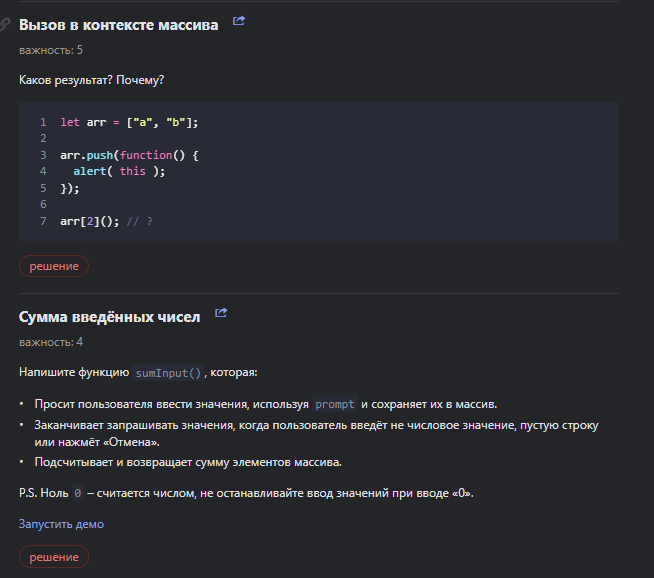 Вызов в контексте массива
важность: 5
Каков результат? Почему?
1 let arr = ["a", "b"];
2
3 arr.push(function() {
4   alert( this );
5 });
6
7 arr[2](); // ?
решение
Сумма введённых чисел
важность: 4
Напишите функцию sumInput(), которая:
• Просит пользователя ввести значения, используя prompt и сохраняет их в массив.
• Заканчивает запрашивать значения, когда пользователь введёт не числовое значение, пустую строку
или нажмёт «Отмена».
• Подсчитывает и возвращает сумму элементов массива.
P.S. Ноль 0 – считается числом, не останавливайте ввод значений при вводе «0».
Запустить демо
решение